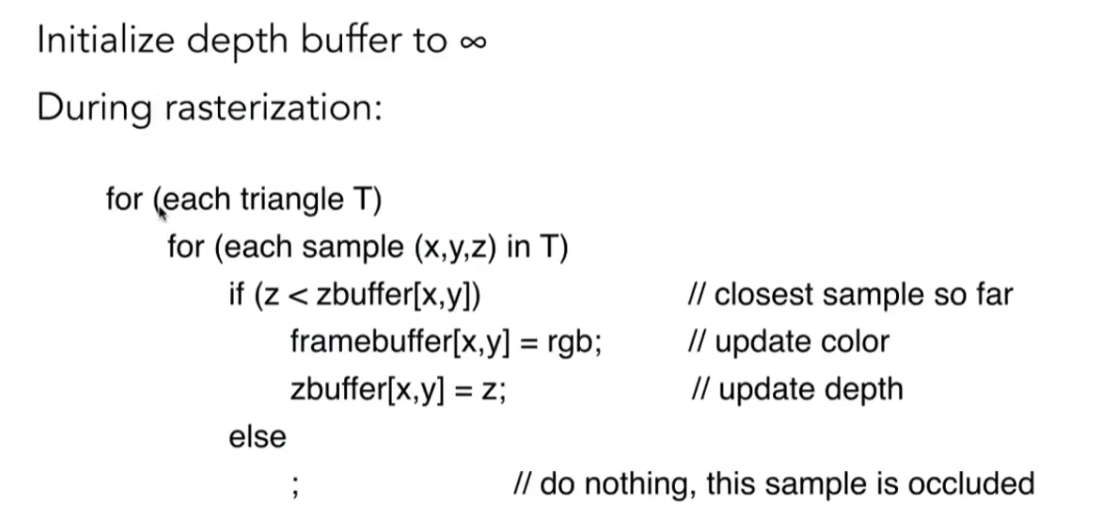 Initialize depth buffer to ∞
During rasterization:
for (each triangle T)
for (each sample (x,y,z) in T)
if (z < zbuffer[x,y]) // closest sample so far
framebuffer[x,y] = rgb; // update color
zbuffer[x,y] = z; // update depth
else
; // do nothing, this sample is occluded